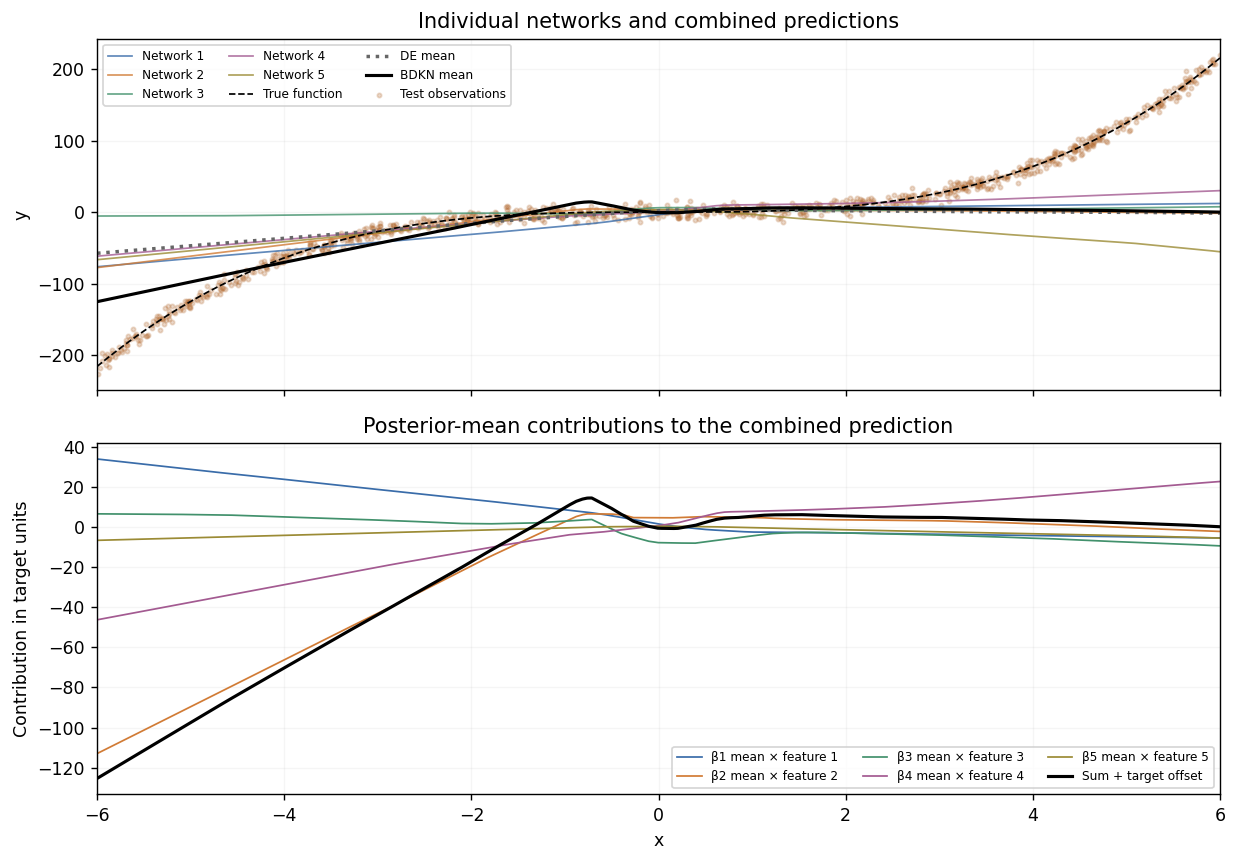 Individual networks and combined predictions
Network 1
Network 2
Network 3
Network 4
Network 5
True function
DE mean
BDKN mean
Test observations
y
200
100
0
−100
−200
Posterior-mean contributions to the combined prediction
Contribution in target units
40
20
0
−20
−40
−60
−80
−100
−120
β1 mean × feature 1
β2 mean × feature 2
β3 mean × feature 3
β4 mean × feature 4
β5 mean × feature 5
Sum + target offset
−6
−4
−2
0
2
4
6
x